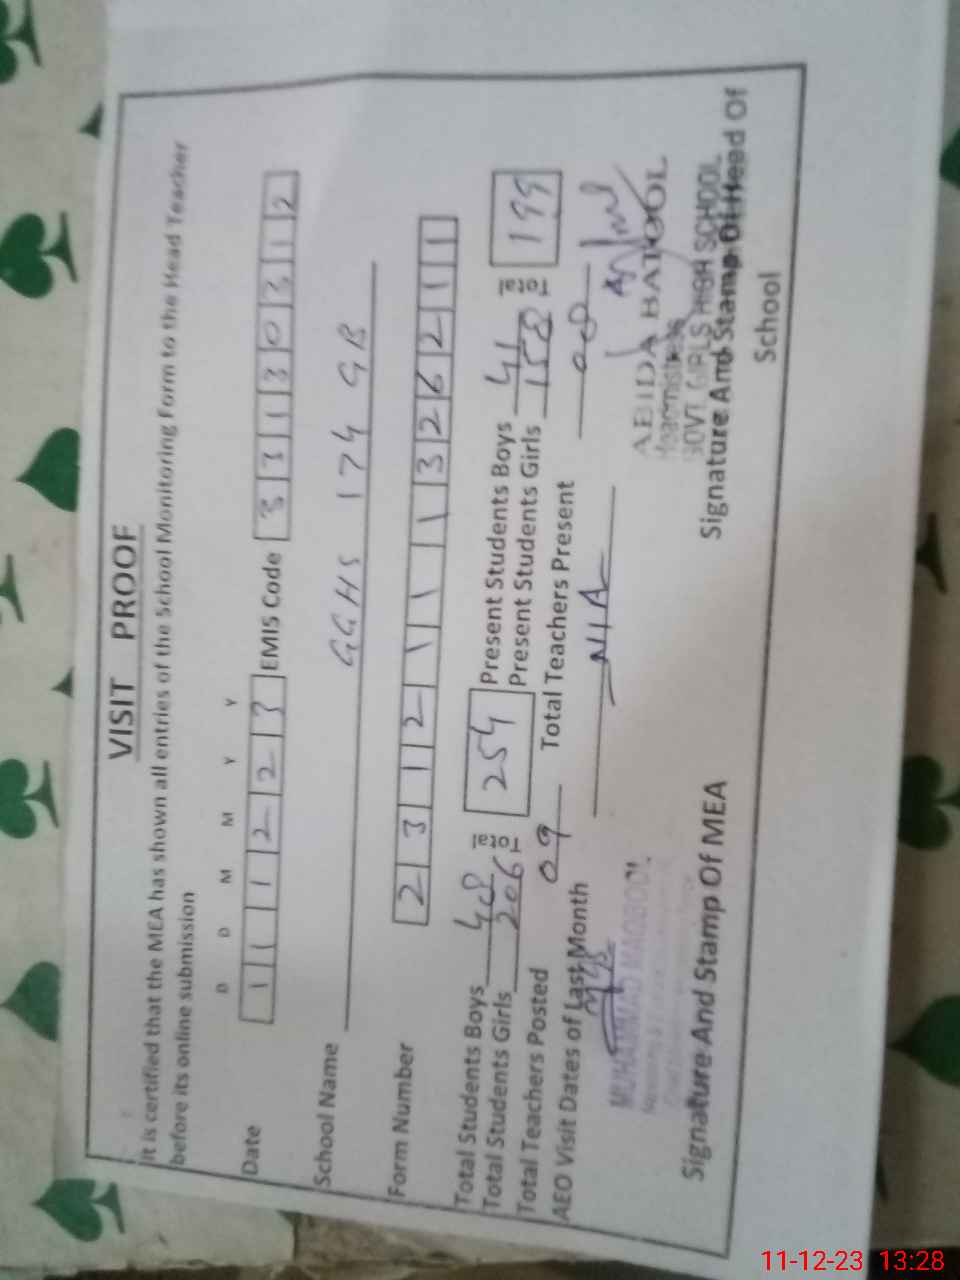 VISIT PROOF
It is certified that the MEA has shown all entries of the School Monitoring Form to the Head Teacher
before its online submission
D D M M Y Y
Date 1 1 1 2 2 3 EMIS Code 3 3 1 3 0 3 1 2
School Name GGHS 174 GB
Form Number 2 3 1 2 1 1 1 3 2 6 2 1 1
Total Students Boys 48 Total 254 Present Students Boys 41 Total 199
Total Students Girls 206 Present Students Girls 158
Total Teachers Posted 09 Total Teachers Present 08
AEO Visit Dates of Last Month N/A
MUHAMMAD MAQBOOL
ABIDA BATOOL
Headmistress
GOVT GIRLS HIGH SCHOOL
Signature And Stamp Of MEA
Signature And Stamp Of Head Of
School
11-12-23 13:28